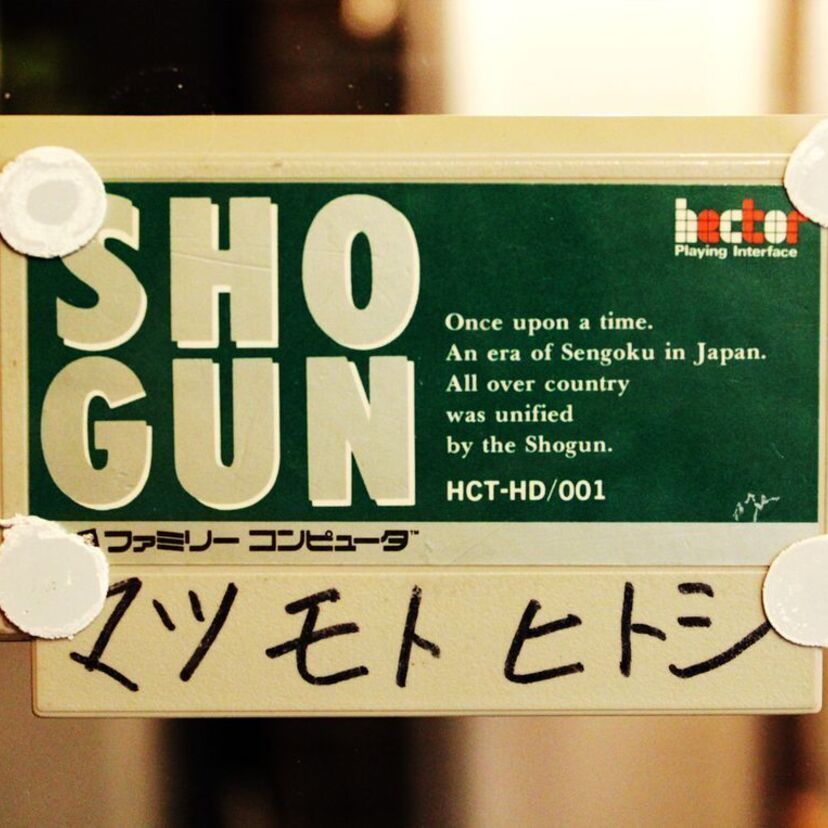 SHO
GUN
hector
Playing Interface
Once upon a time.
An era of Sengoku in Japan.
All over country
was unified
by the Shogun.
HCT-HD/001
ファミリー コンピュータ™
マツモト ヒトシ